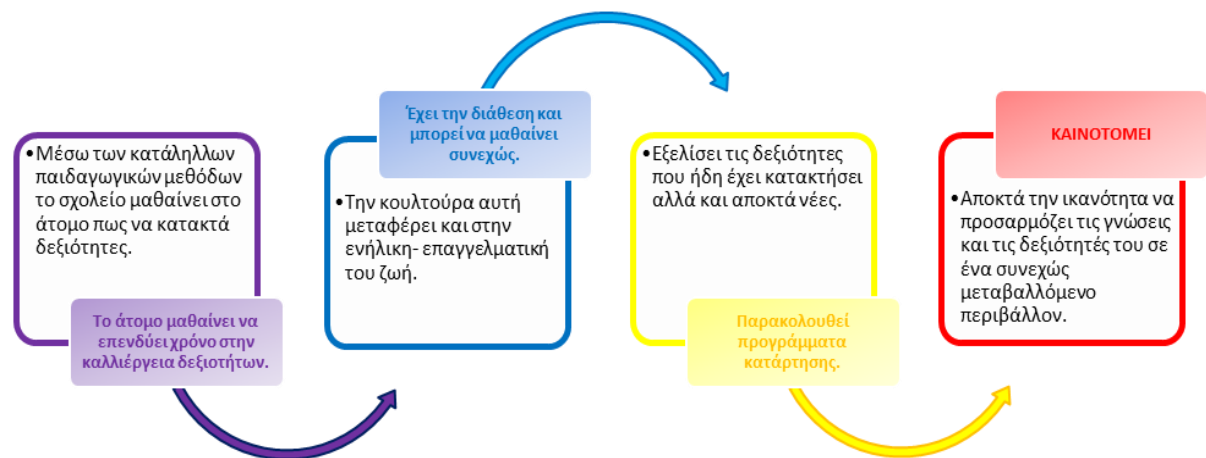 •Μέσω των κατάληλλων
παιδαγωγικών μεθόδων
το σχολείο μαθαίνει στο
άτομο πως να κατακτά
δεξιότητες.
Το άτομο μαθαίνει να
επενδύει χρόνο στην
καλλιέργεια δεξιοτήτων.
Έχει την διάθεση και
μπορεί να μαθαίνει
συνεχώς.
•Την κουλτούρα αυτή
μεταφέρει και στην
ενήλικη- επαγγελματική
του ζωή.
•Εξελίσει τις δεξιότητες
που ήδη έχει κατακτήσει
αλλά και αποκτά νέές.
Παρακολουθεί
προγράμματα
κατάρτησης.
ΚΑΙΝΟΤΟΜΕΙ
•Αποκτά την ικανότητα να
προσαρμόζει τις γνώσεις
και τις δεξιότητές του σε
ένα συνεχώς
μεταβαλλόμενο
περιβάλλον.